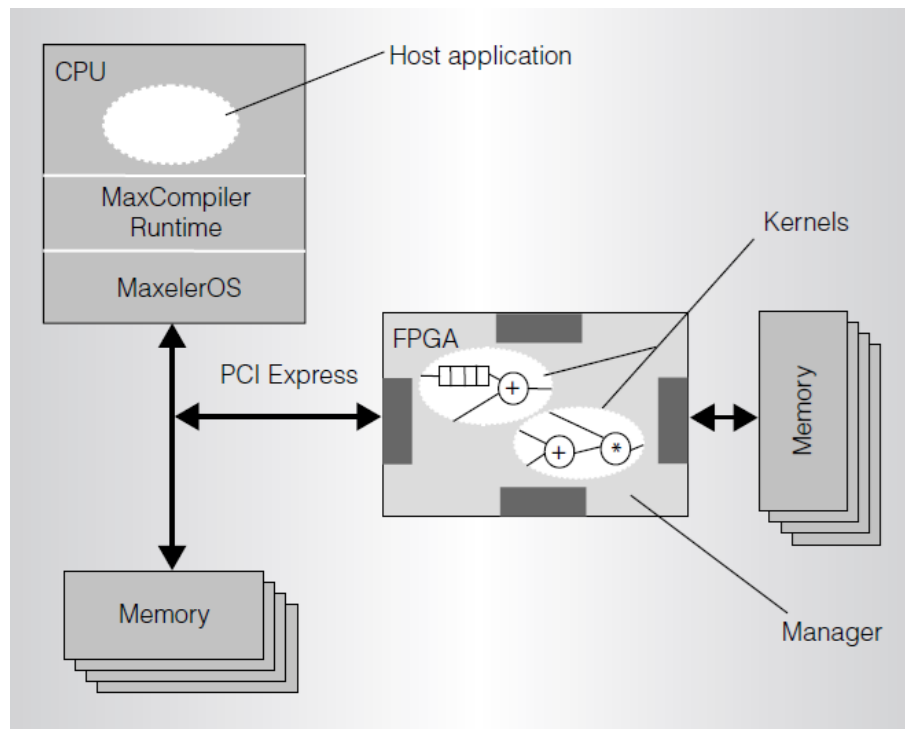 Host application
CPU
MaxCompiler
Runtime
MaxelerOS
Kernels
FPGA
PCI Express
+
+
*
Memory
Memory
Manager